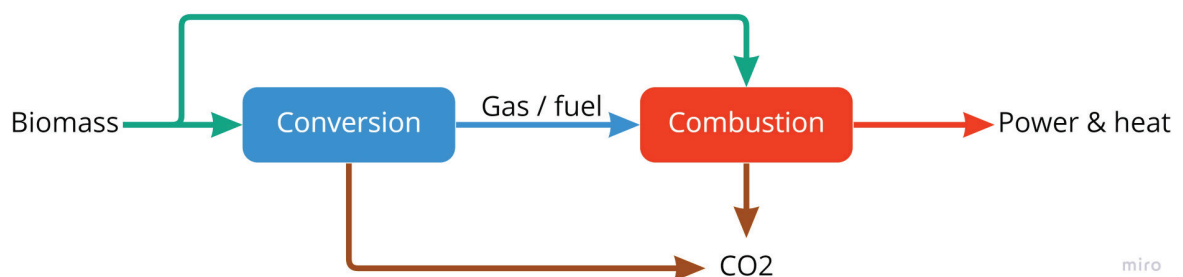 Biomass
Conversion
Gas / fuel
Combustion
Power & heat
CO2
miro